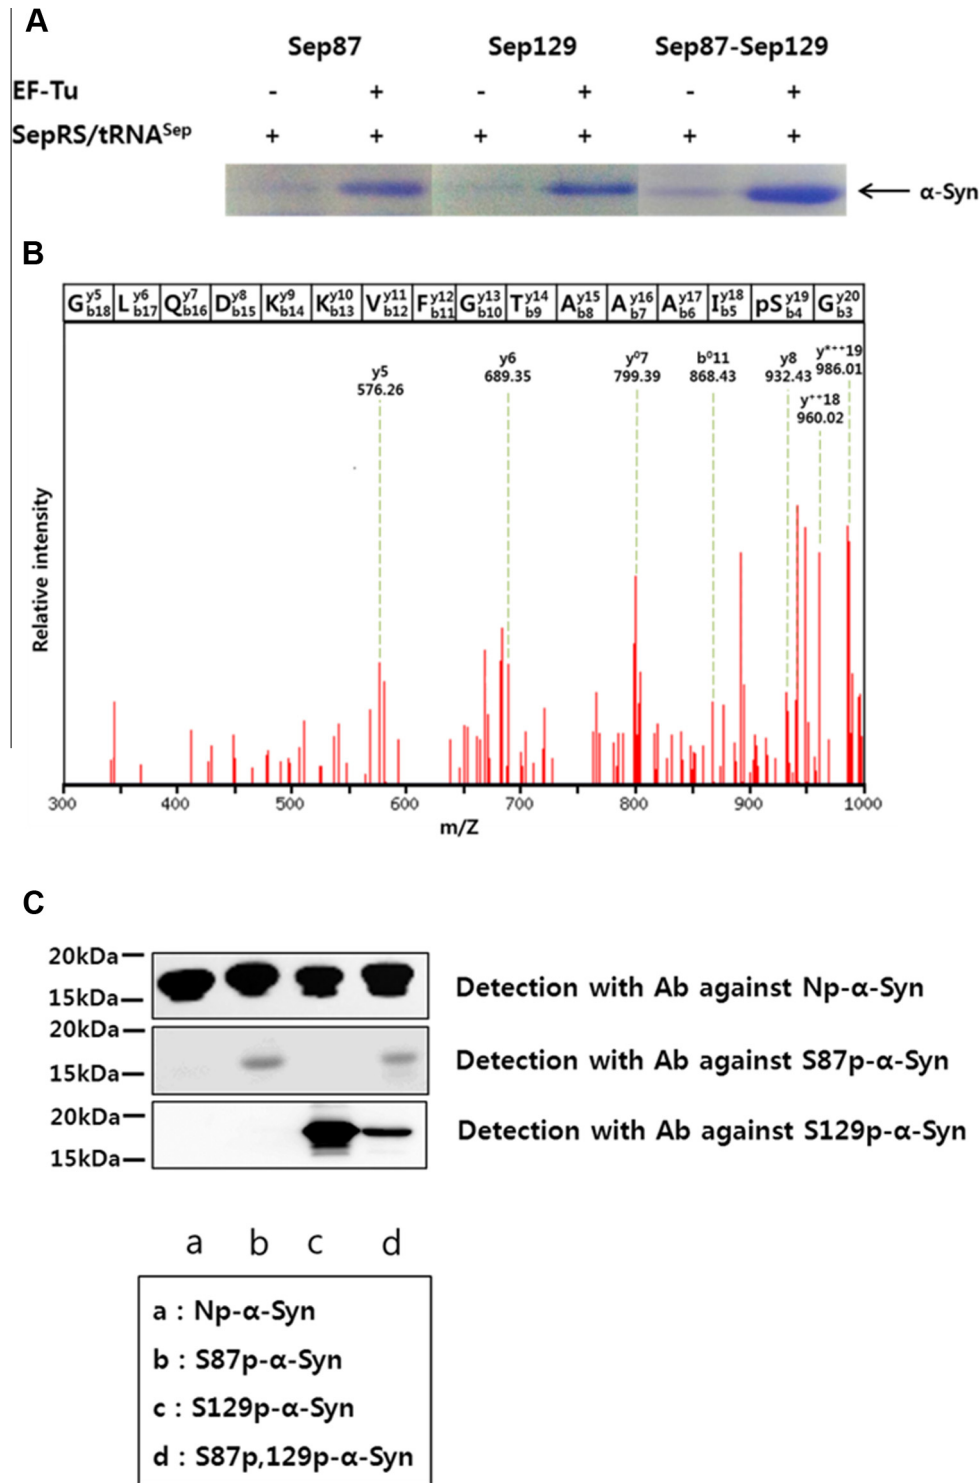 A
Sep87 Sep129 Sep87-Sep129
EF-Tu - + - + - +
SepRS/tRNASep + + + + + +
α-Syn
B
G y5 b18 L y6 b17 Q y7 b16 D y8 b15 K y9 b14 K y10 b13 V y11 b12 F y12 b11 G y13 b10 T y14 b9 A y15 b8 A y16 b7 A y17 b6 I y18 b5 pS y19 b4 G y20 b3
y5
576.26
y6
689.35
y⁰7
799.39
b⁰11
868.43
y8
932.43
y*⁺⁺19
986.01
y⁺⁺18
960.02
Relative intensity
300 400 500 600 700 800 900 1000
m/Z
C
20kDa
15kDa
Detection with Ab against Np-α-Syn
20kDa
15kDa
Detection with Ab against S87p-α-Syn
20kDa
15kDa
Detection with Ab against S129p-α-Syn
a b c d
a : Np-α-Syn
b : S87p-α-Syn
c : S129p-α-Syn
d : S87p,129p-α-Syn